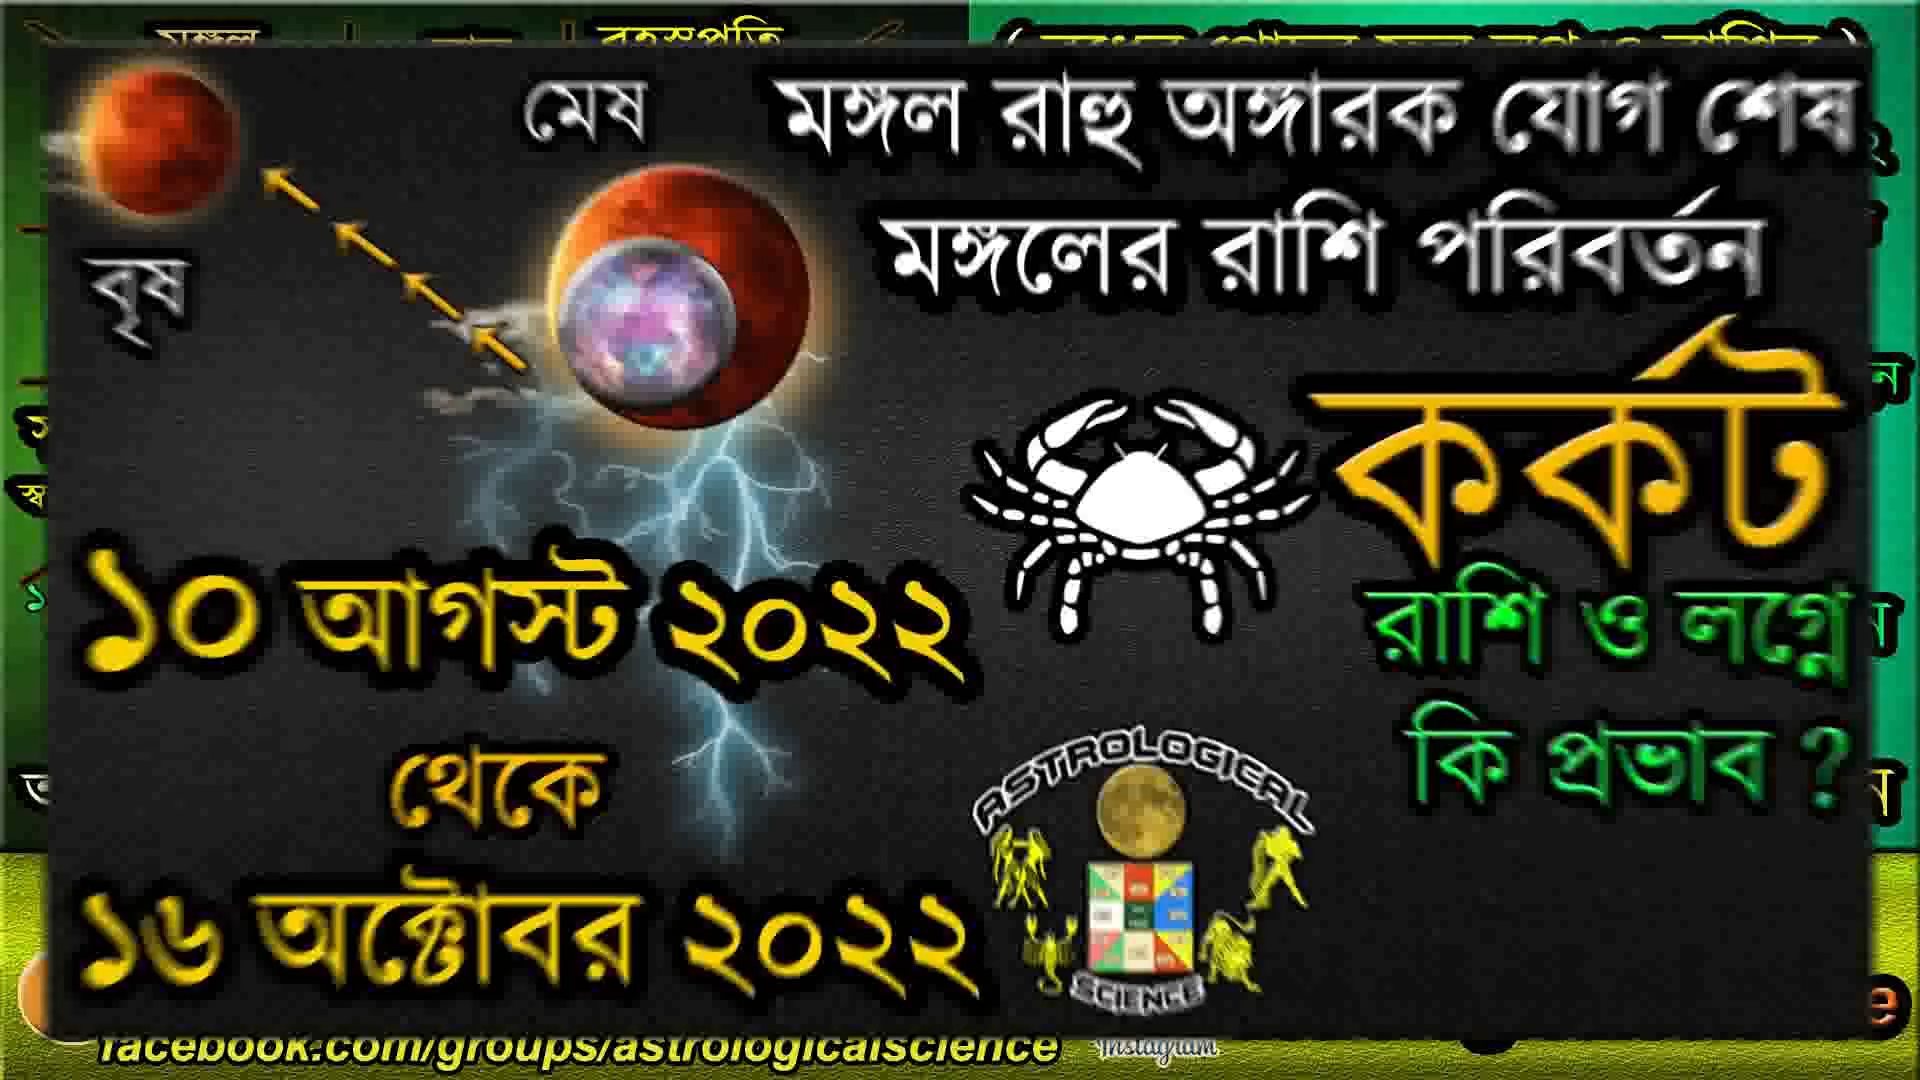 মেষ
মঙ্গল রাহু অঙ্গারক যোগ শেষ
মঙ্গলের রাশি পরিবর্তন
বৃষ
কর্কট
রাশি ও লগ্নে
কি প্রভাব ?
১০ আগস্ট ২০২২
থেকে
১৬ অক্টোবর ২০২২
ASTROLOGICAL
SCIENCE
facebook.com/groups/astrologicalscience
Instagram